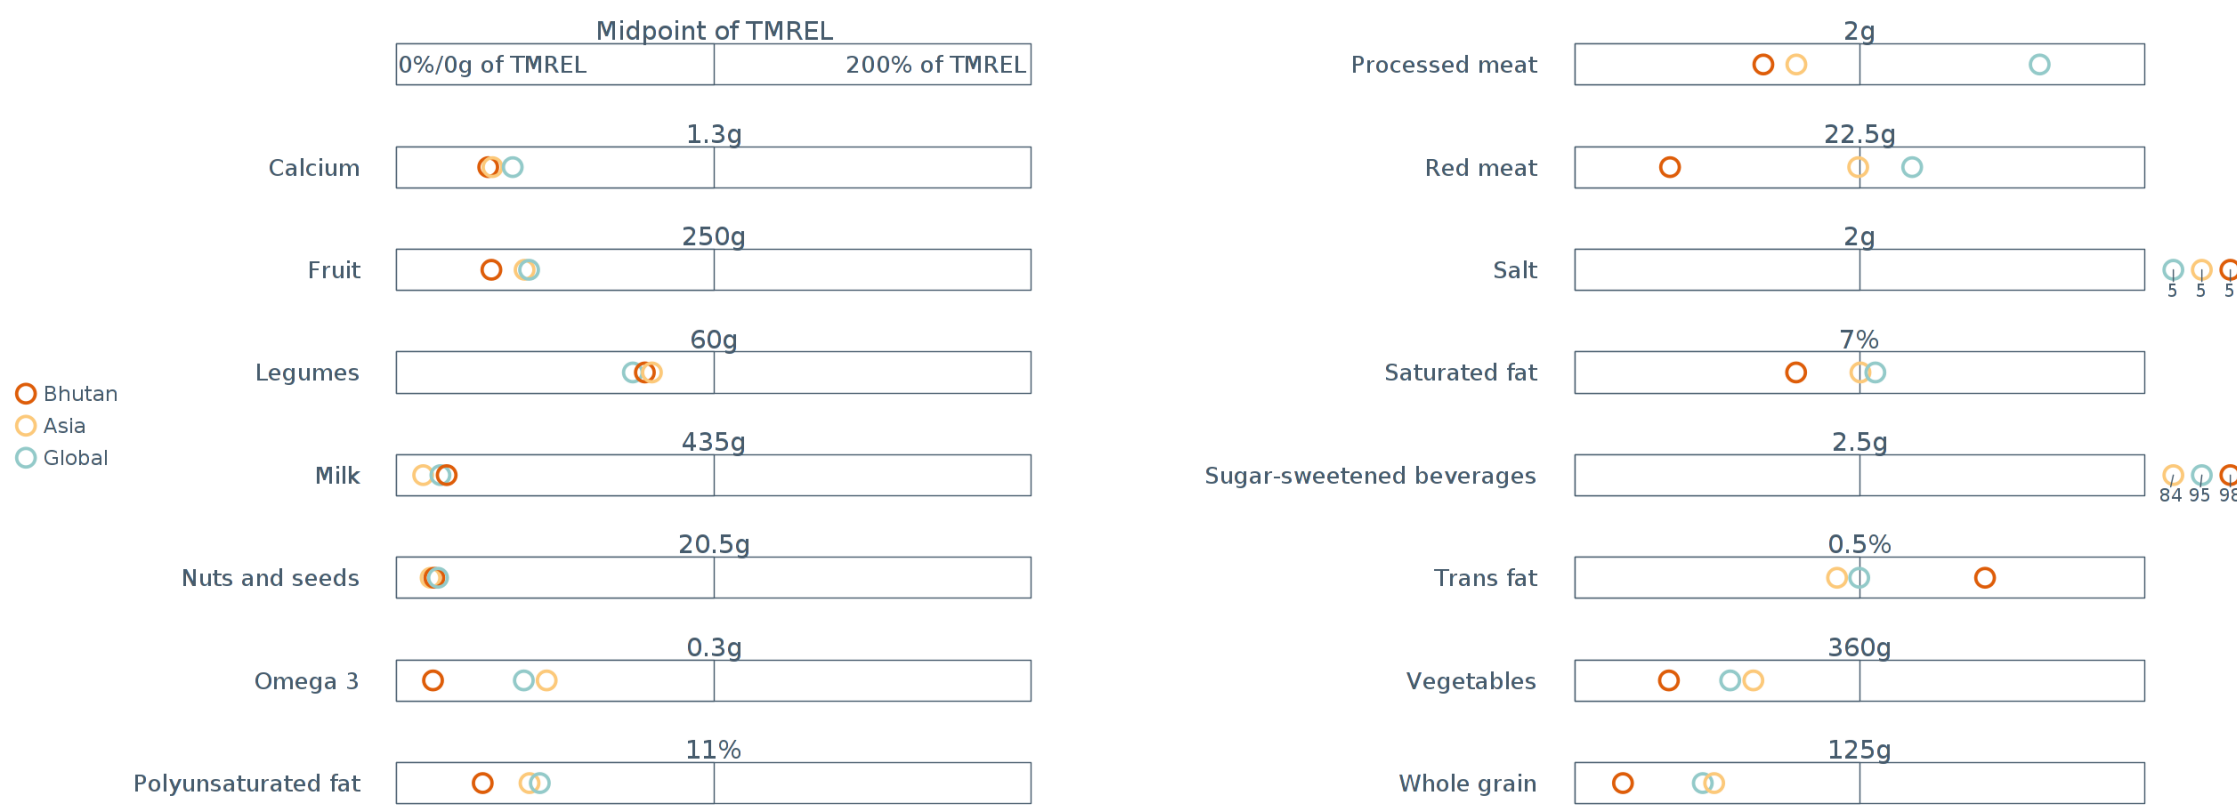 Midpoint of TMREL
0%/0g of TMREL 200% of TMREL
1.3g
Calcium
250g
Fruit
60g
Legumes
435g
Milk
20.5g
Nuts and seeds
0.3g
Omega 3
11%
Polyunsaturated fat
Bhutan
Asia
Global
2g
Processed meat
22.5g
Red meat
2g
Salt
5 5 5
7%
Saturated fat
2.5g
Sugar-sweetened beverages
84 95 98
0.5%
Trans fat
360g
Vegetables
125g
Whole grain